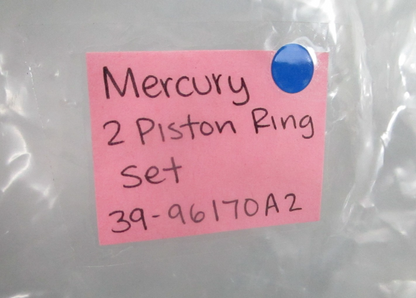 Mercury
2 Piston Ring
Set
39-96170A2